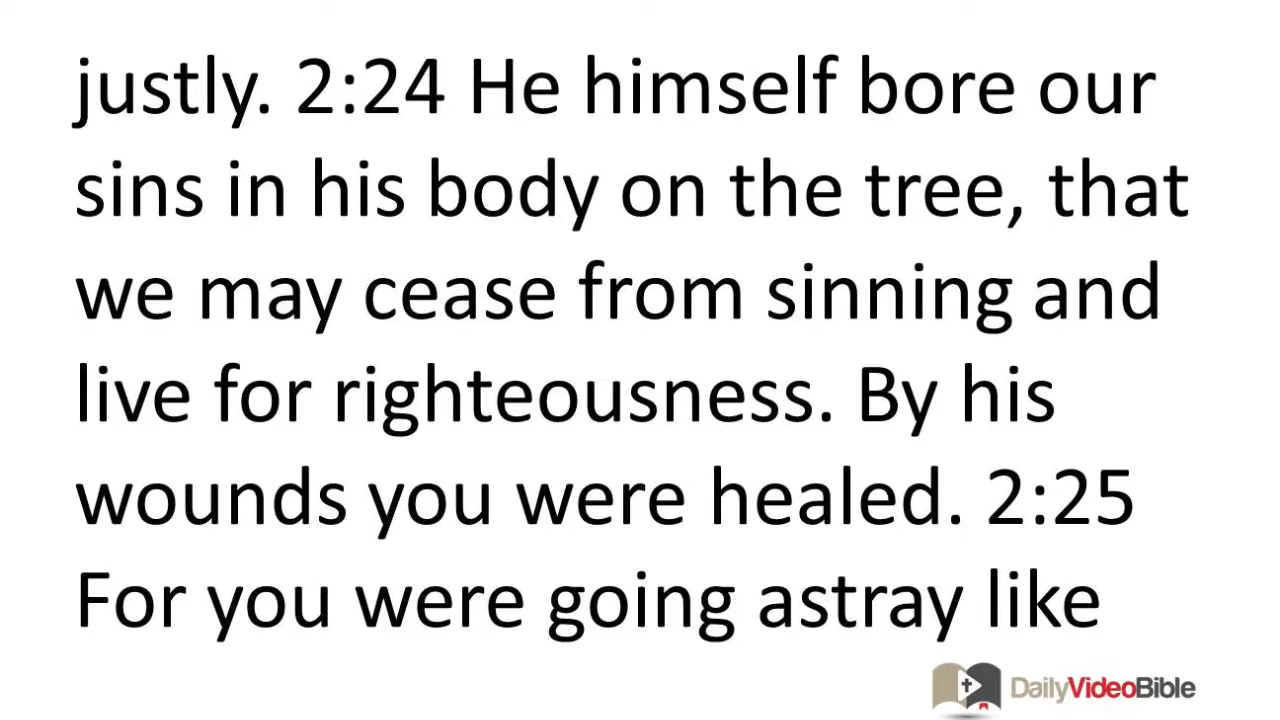 justly. 2:24 He himself bore our
sins in his body on the tree, that
we may cease from sinning and
live for righteousness. By his
wounds you were healed. 2:25
For you were going astray like
DailyVideoBible